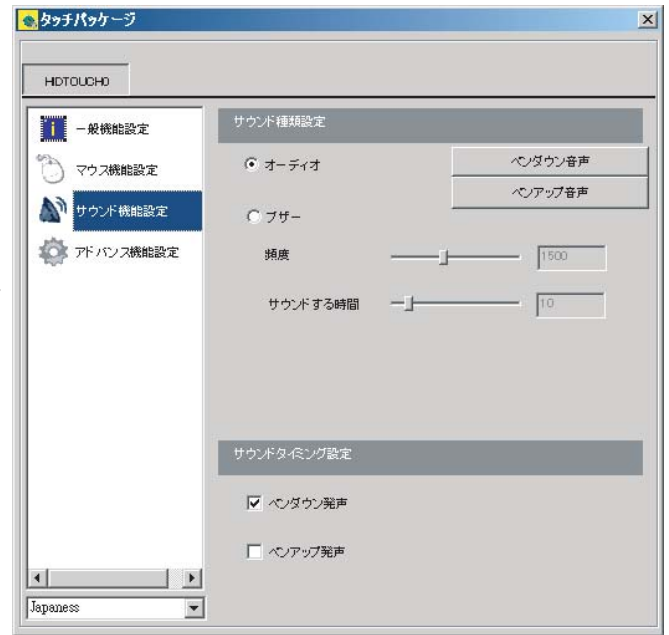 タッチパッケージ
HIDTOUCH0
一般機能設定
マウス機能設定
サウンド機能設定
アドバンス機能設定
Japaness
サウンド種類設定
オーディオ
ペンダウン音声
ペンアップ音声
ブザー
頻度
1500
サウンドする時間
10
サウンドタイミング設定
ペンダウン発声
ペンアップ発声